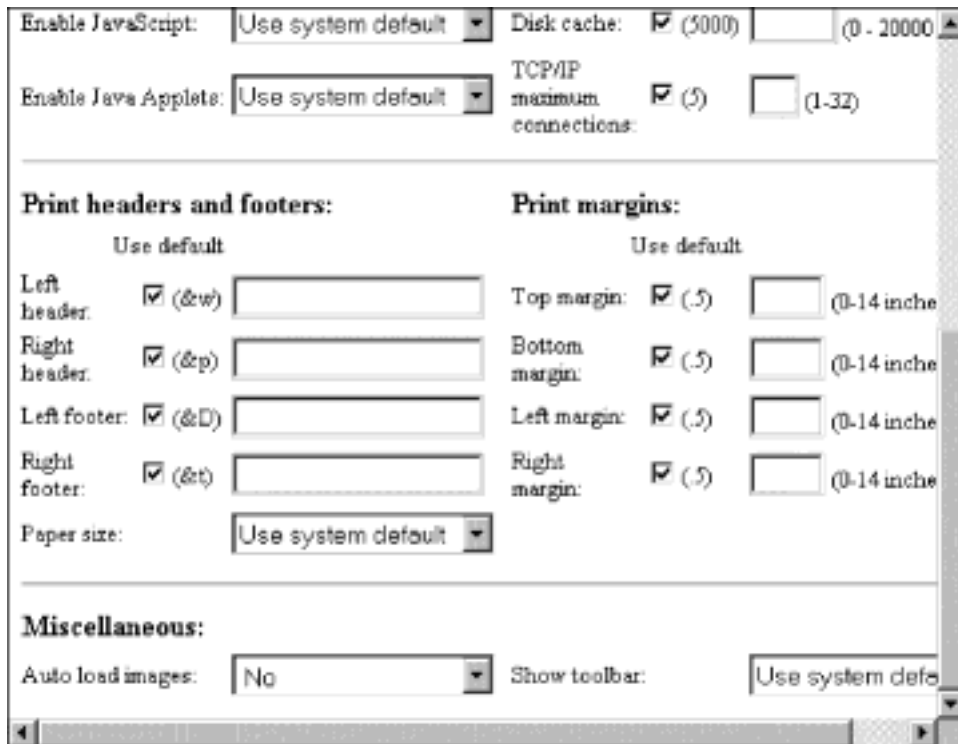 Enable JavaScript: Use system default Disk cache: (5000) (0 - 20000
Enable Java Applets: Use system default TCP/IP maximum connections: (5) (1-32)
Print headers and footers: Print margins:
Use default Use default
Left header: (&w) Top margin: (.5) (0-14 inche
Right header: (&p) Bottom margin: (.5) (0-14 inche
Left footer: (&D) Left margin: (.5) (0-14 inche
Right footer: (&t) Right margin: (.5) (0-14 inche
Paper size: Use system default
Miscellaneous:
Auto load images: No Show toolbar: Use system defa